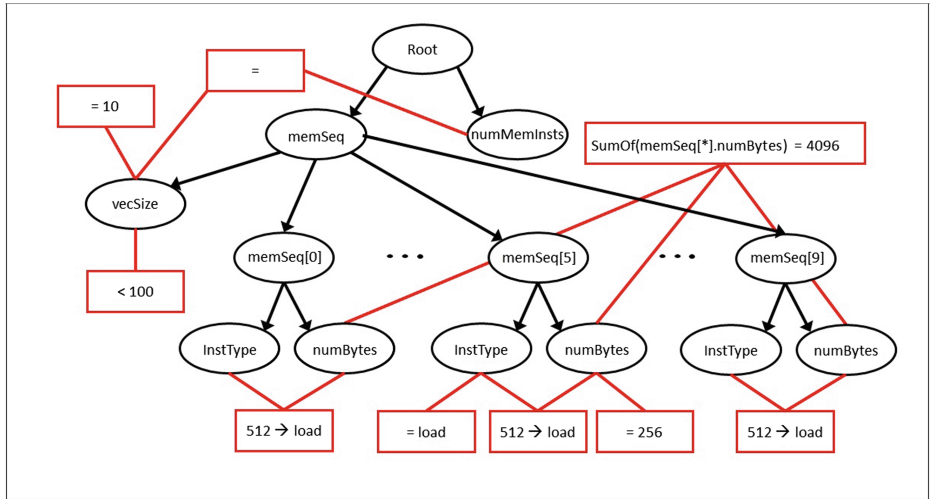 Root
=
= 10
memSeq
numMemInsts
SumOf(memSeq[*].numBytes) = 4096
vecSize
memSeq[0]
• • •
memSeq[5]
• • •
memSeq[9]
< 100
InstType
numBytes
InstType
numBytes
InstType
numBytes
512 → load
= load
512 → load
= 256
512 → load